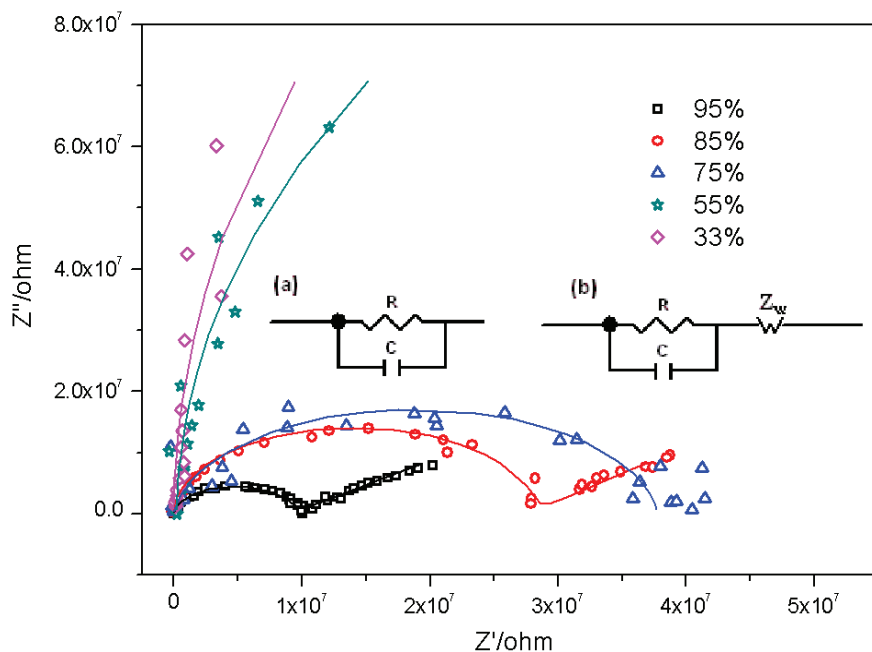 8.0x10⁷
6.0x10⁷
4.0x10⁷
2.0x10⁷
0.0
Z''/ohm
95%
85%
75%
55%
33%
(a)
R
C
(b)
R
C
Zw
0
1x10⁷
2x10⁷
3x10⁷
4x10⁷
5x10⁷
Z'/ohm